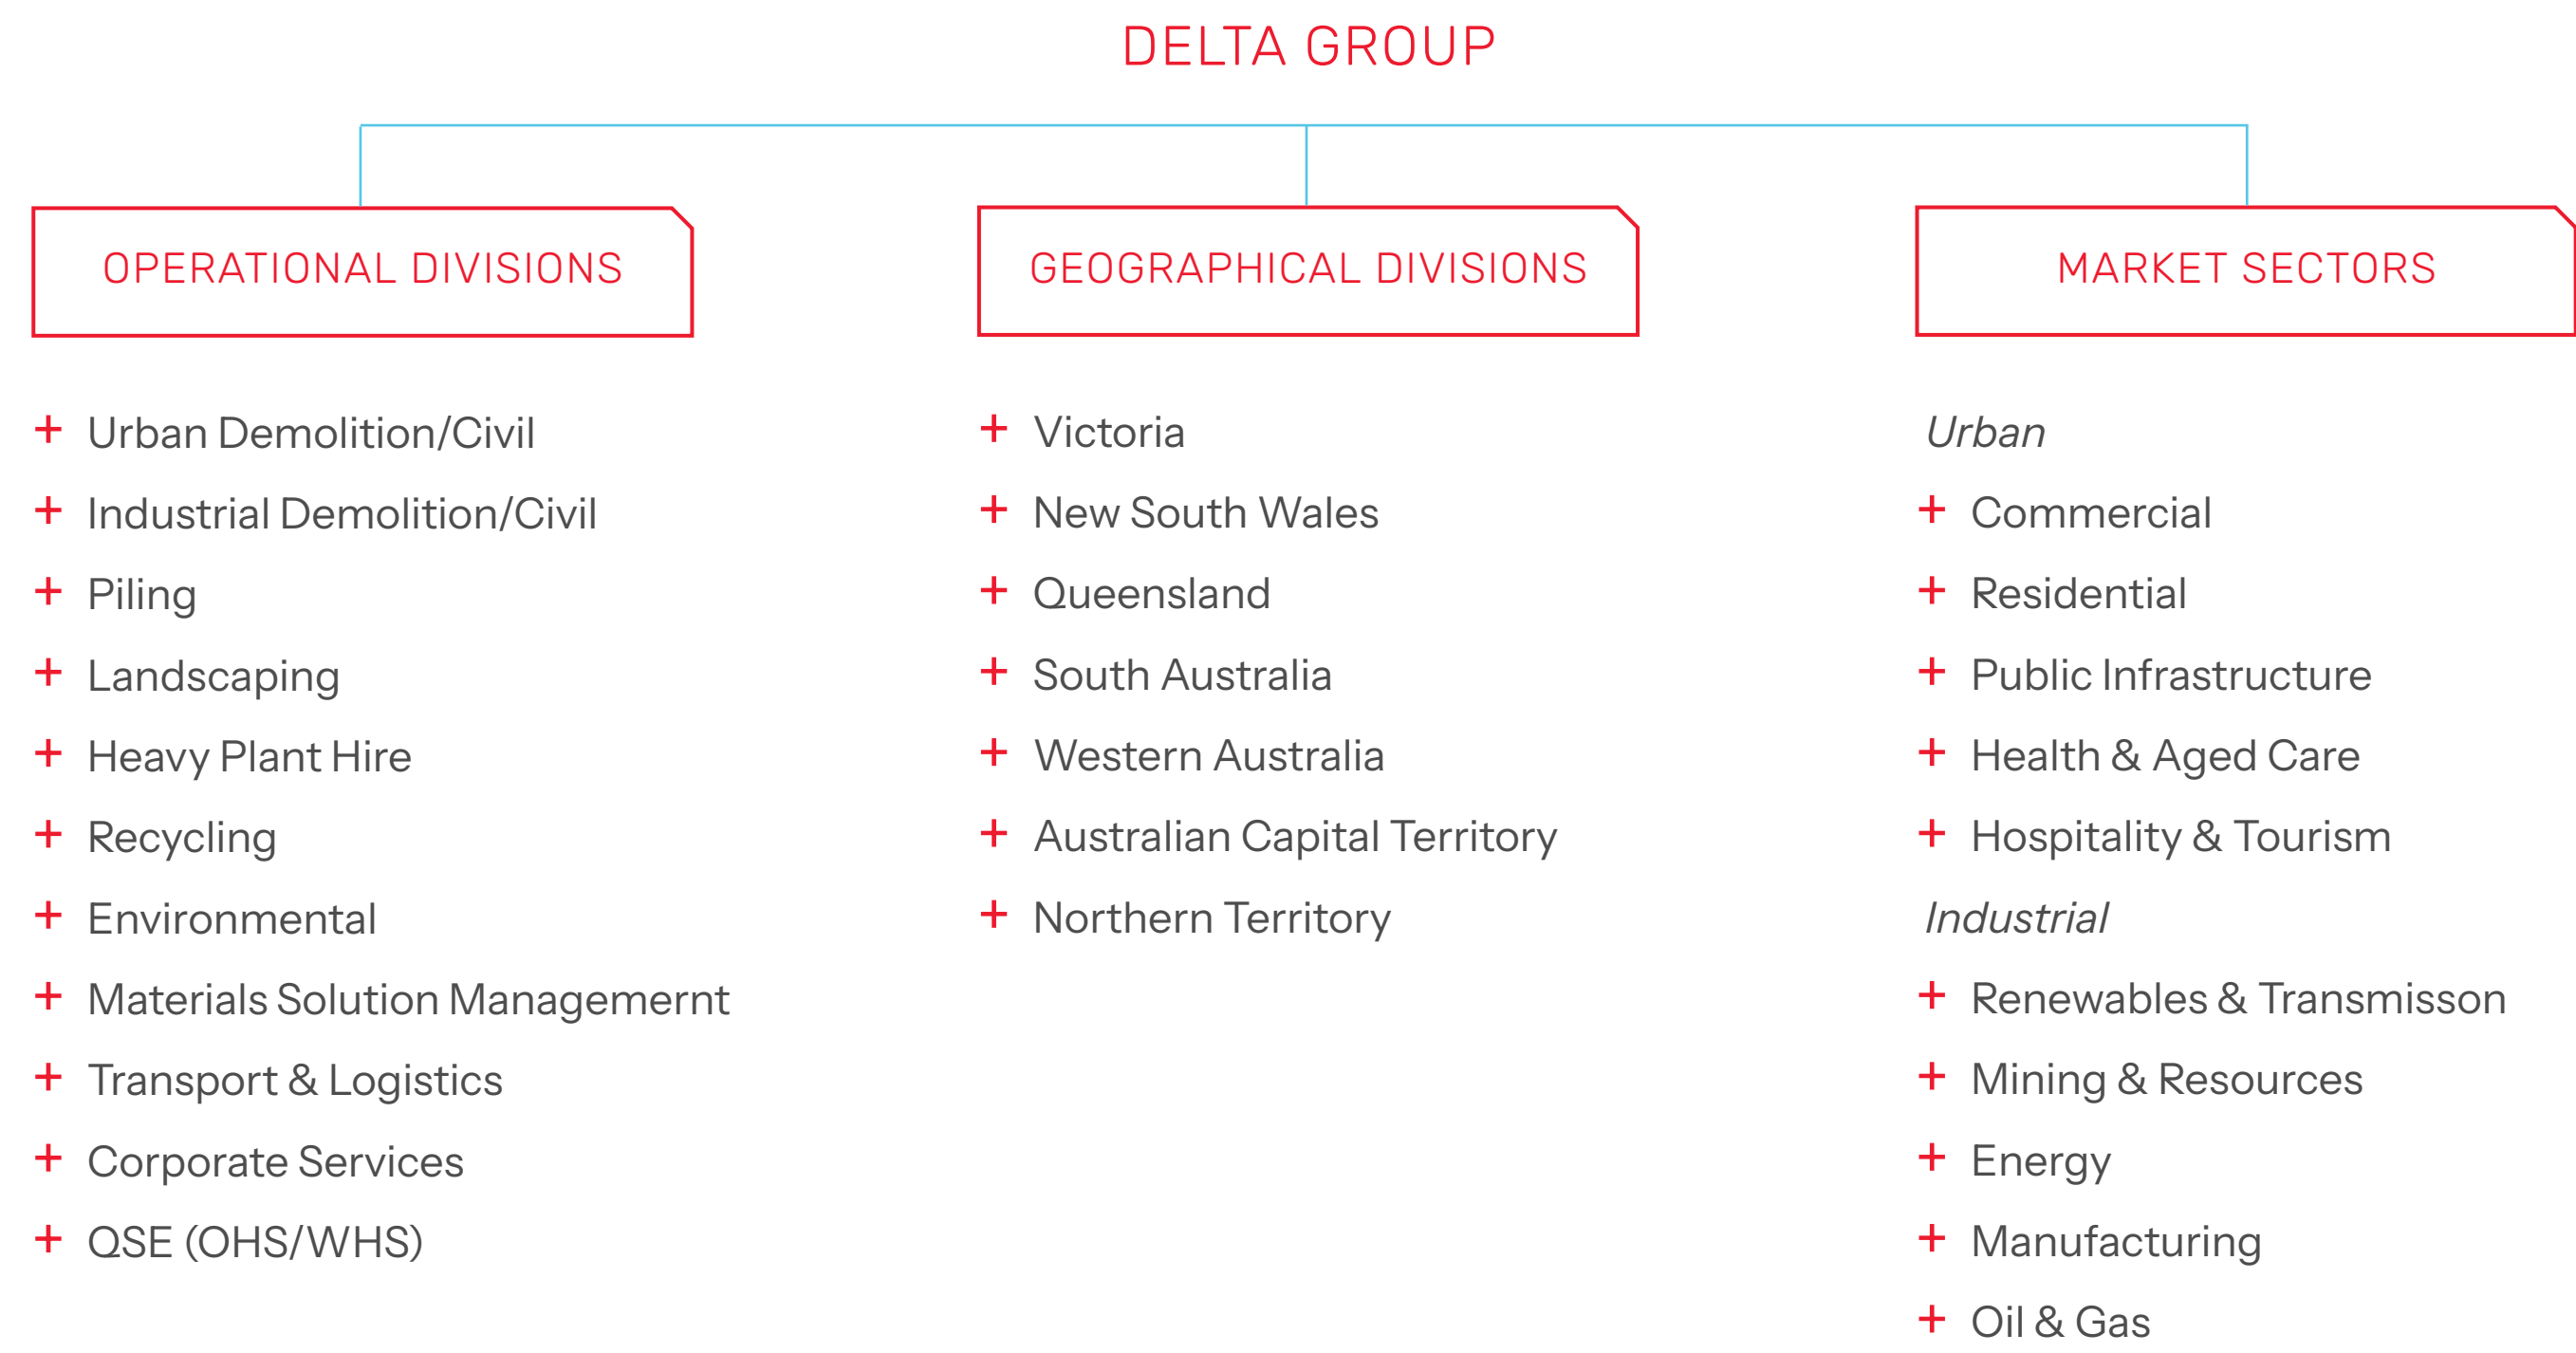 DELTA GROUP
OPERATIONAL DIVISIONS
+ Urban Demolition/Civil
+ Industrial Demolition/Civil
+ Piling
+ Landscaping
+ Heavy Plant Hire
+ Recycling
+ Environmental
+ Materials Solution Managemernt
+ Transport & Logistics
+ Corporate Services
+ QSE (OHS/WHS)
GEOGRAPHICAL DIVISIONS
+ Victoria
+ New South Wales
+ Queensland
+ South Australia
+ Western Australia
+ Australian Capital Territory
+ Northern Territory
MARKET SECTORS
Urban
+ Commercial
+ Residential
+ Public Infrastructure
+ Health & Aged Care
+ Hospitality & Tourism
Industrial
+ Renewables & Transmisson
+ Mining & Resources
+ Energy
+ Manufacturing
+ Oil & Gas